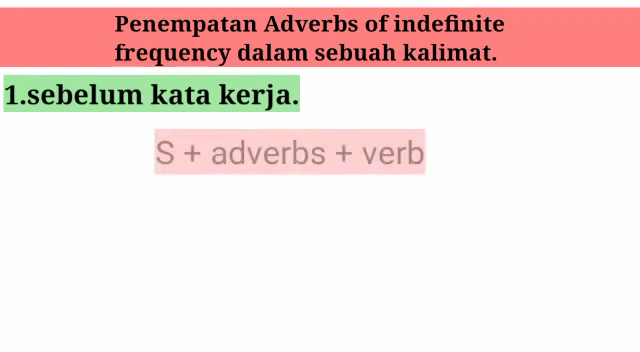 Penempatan Adverbs of indefinite
frequency dalam sebuah kalimat.
1.sebelum kata kerja.
S + adverbs + verb